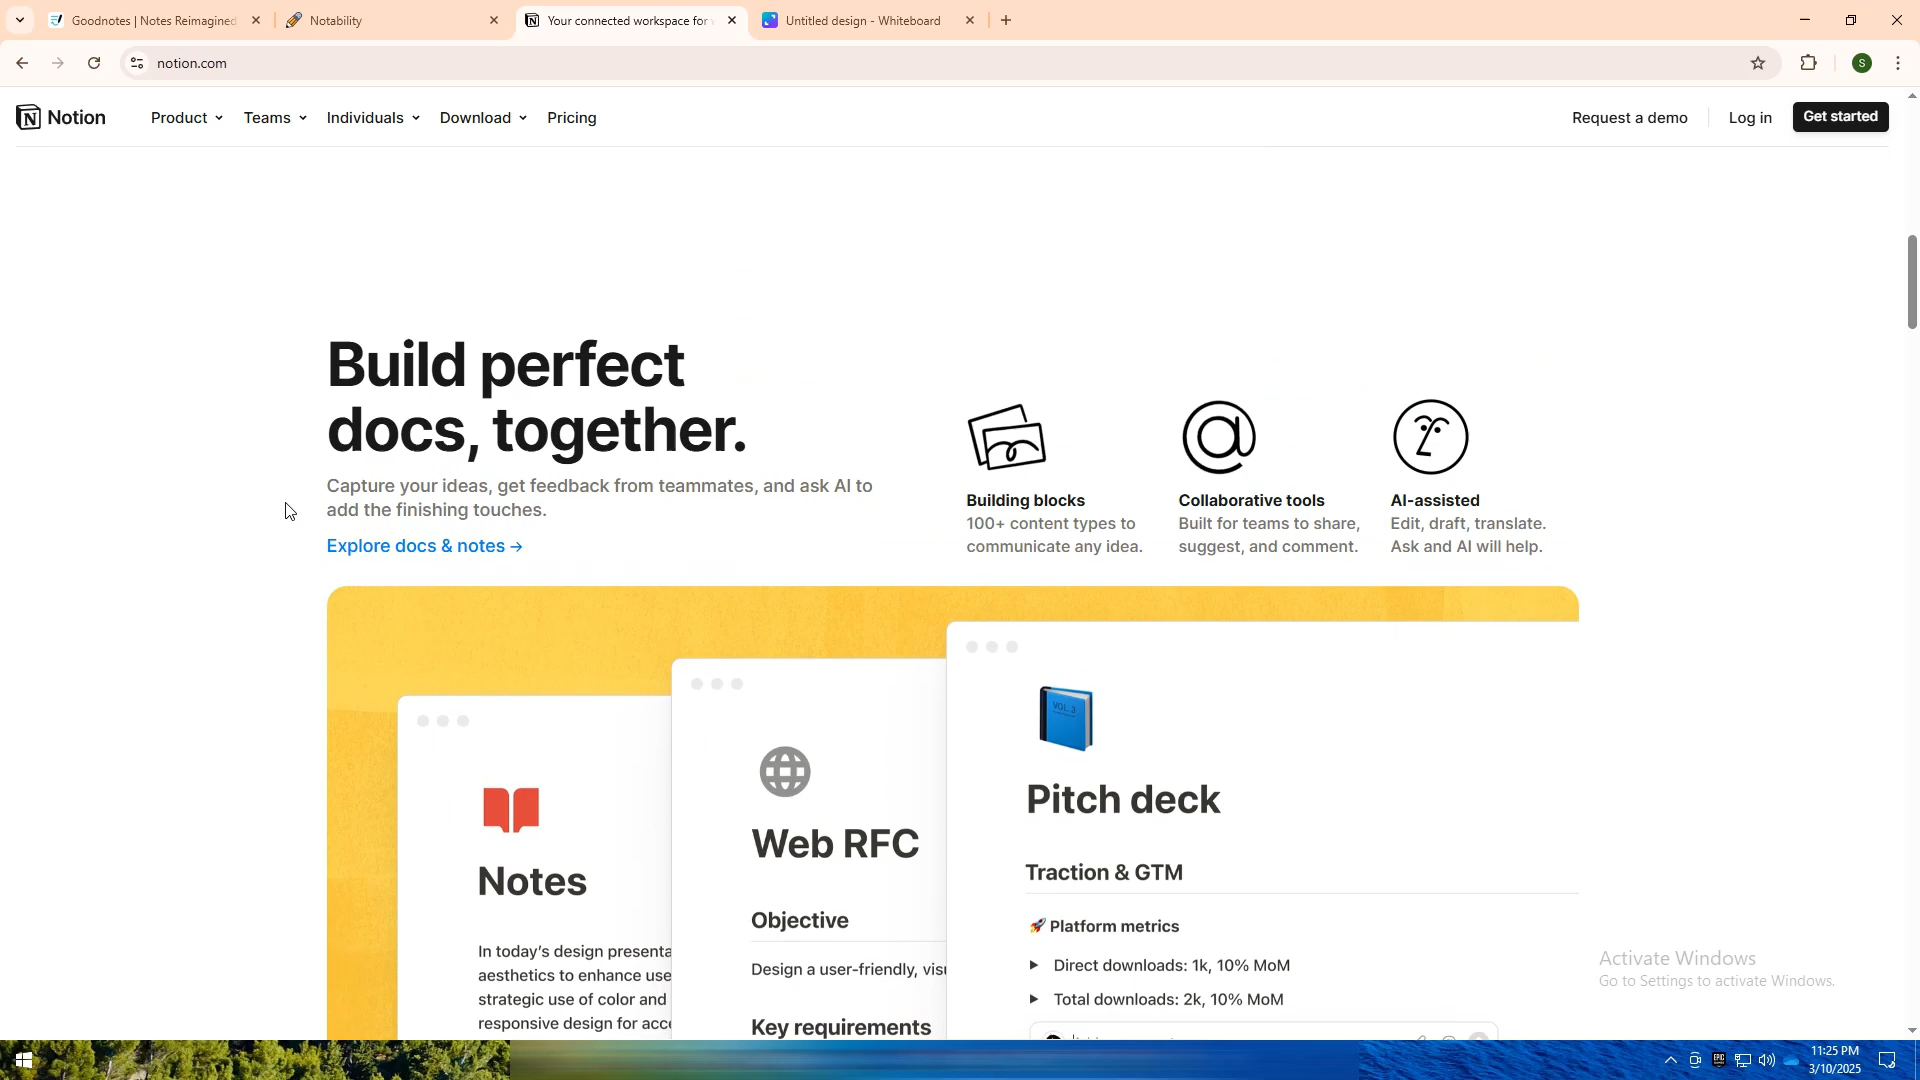 Goodnotes | Notes Reimagined
Notability
Your connected workspace for
Untitled design - Whiteboard
notion.com
S
Notion
Product
Teams
Individuals
Download
Pricing
Request a demo
Log in
Get started
Build perfect
docs, together.
Capture your ideas, get feedback from teammates, and ask AI to
add the finishing touches.
Explore docs & notes →
Building blocks
100+ content types to
communicate any idea.
Collaborative tools
Built for teams to share,
suggest, and comment.
AI-assisted
Edit, draft, translate.
Ask and AI will help.
Notes
In today's design presenta
aesthetics to enhance use
strategic use of color and
responsive design for acce
Web RFC
Objective
Design a user-friendly, visu
Key requirements
VOL.3
Pitch deck
Traction & GTM
🚀 Platform metrics
Direct downloads: 1k, 10% MoM
Total downloads: 2k, 10% MoM
Activate Windows
Go to Settings to activate Windows.
EPIC
11:25 PM
3/10/2025